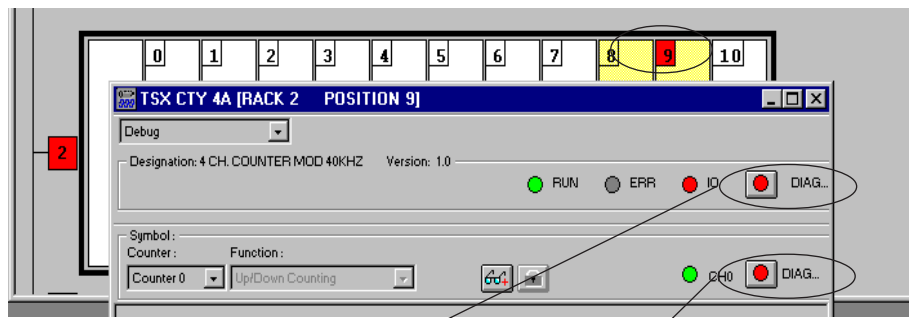 0 1 2 3 4 5 6 7 8 9 10
TSX CTY 4A [RACK 2 POSITION 9]
Debug
2
Designation: 4 CH. COUNTER MOD 40KHZ Version: 1.0
RUN ERR IO DIAG...
Symbol :
Counter : Function :
Counter 0 Up/Down Counting CH0 DIAG...